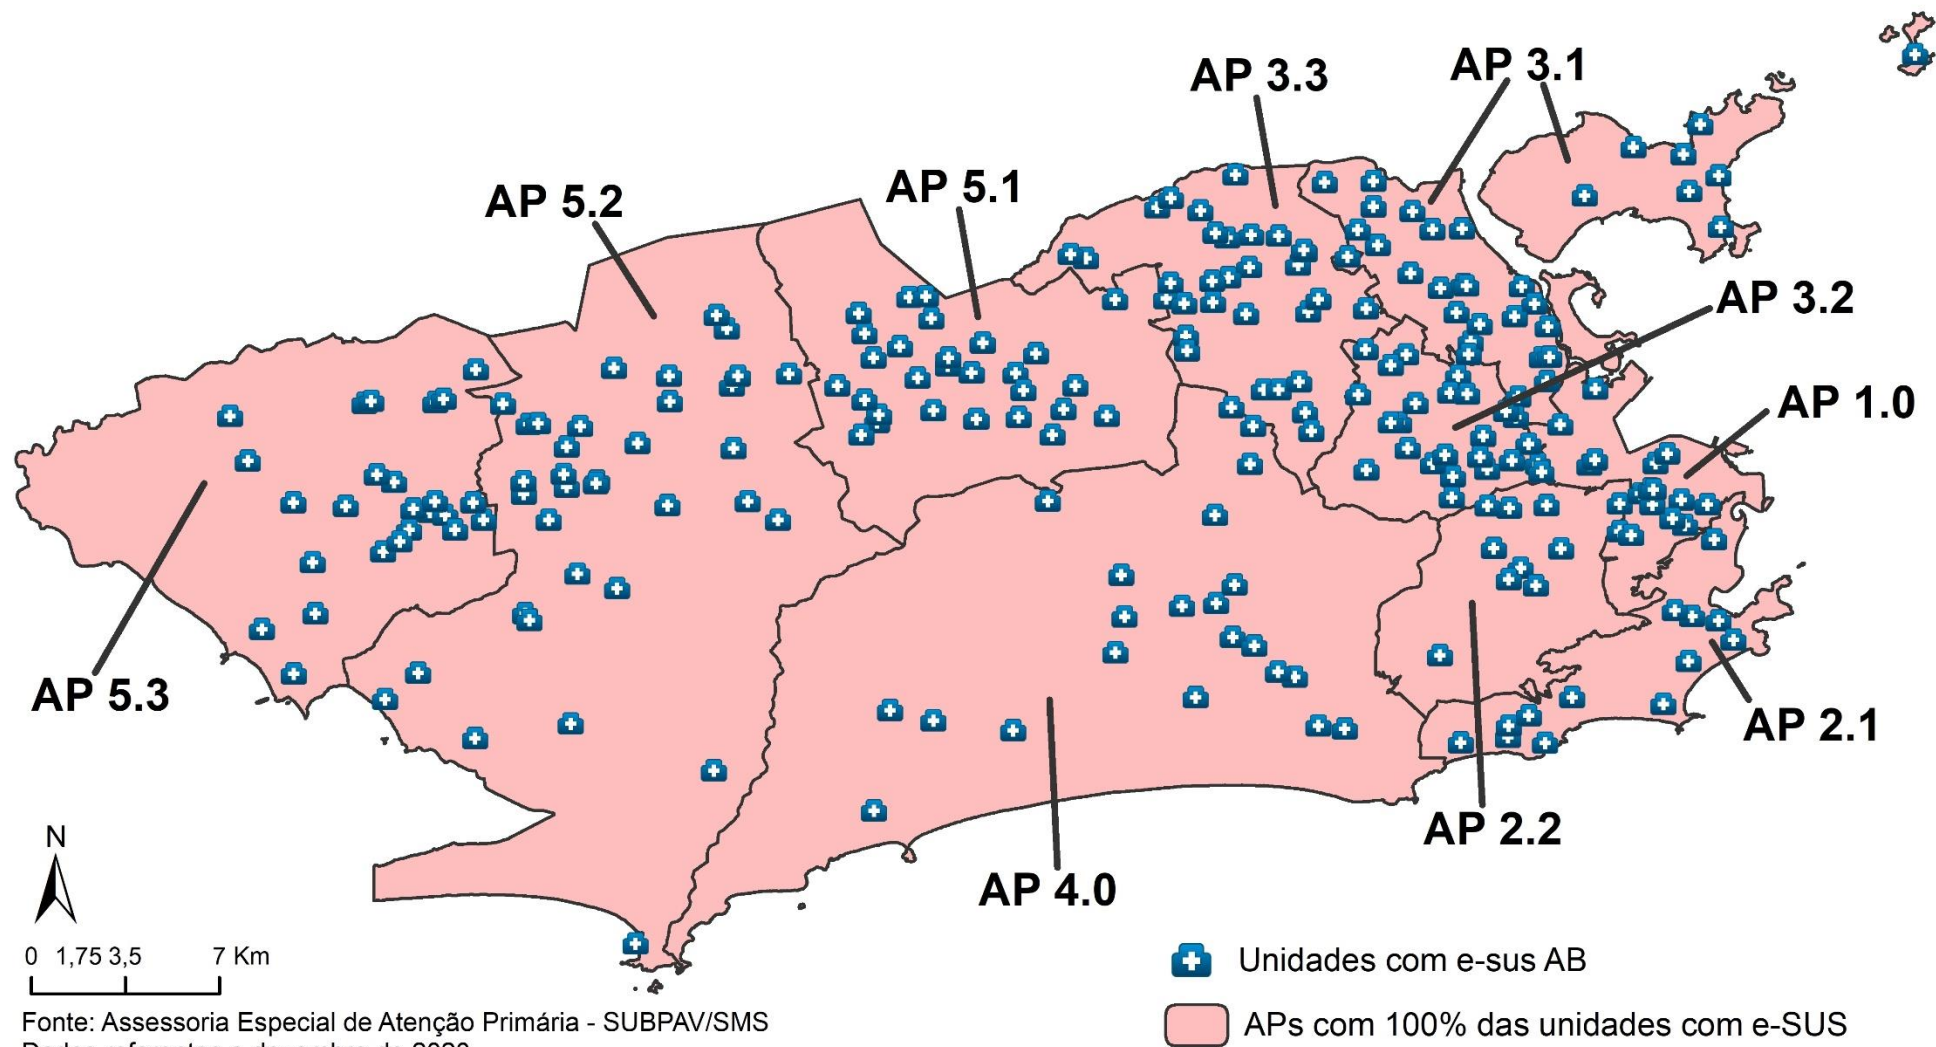 AP 3.1
AP 3.3
AP 5.1
AP 5.2
AP 3.2
AP 1.0
AP 5.3
AP 2.1
AP 2.2
AP 4.0
N
0 1,75 3,5 7 Km
Unidades com e-sus AB
APs com 100% das unidades com e-SUS
Fonte: Assessoria Especial de Atenção Primária - SUBPAV/SMS